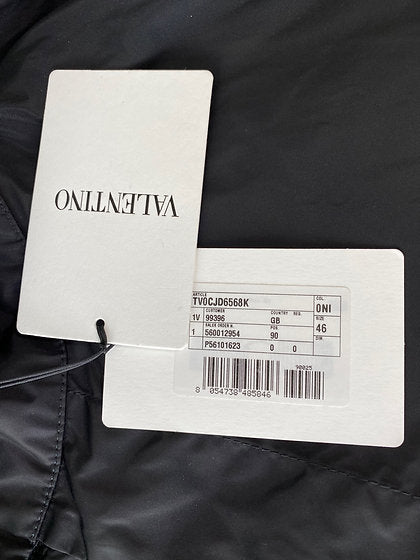 VALENTINO
ARTICLE COL.
TV0CJD6568K 0NI
CUSTOMER COUNTRY REG. SIZE
1V 99396 GB 46
SALES ORDER N. POS. DIM.
1 560012954 90
P56101623 0 0
90025
8 054738 485846